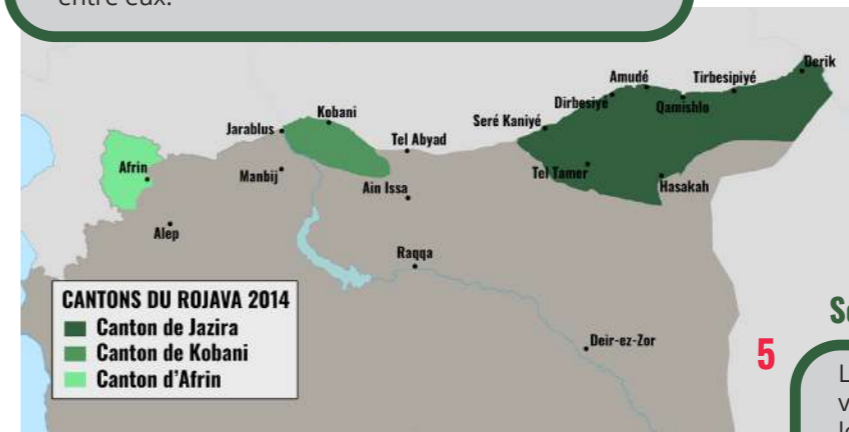 entre eux.
Derik
Amudé
Tirbesipiyé
Dirbesiyé
Qamishlo
Kobani
Jarablus
Seré Kaniyé
Tel Abyad
Afrin
Manbij
Tel Tamer
Ain Issa
Hasakah
Alep
Raqqa
CANTONS DU ROJAVA 2014
Canton de Jazira
Canton de Kobani
Canton d'Afrin
Deir-ez-Zor
5